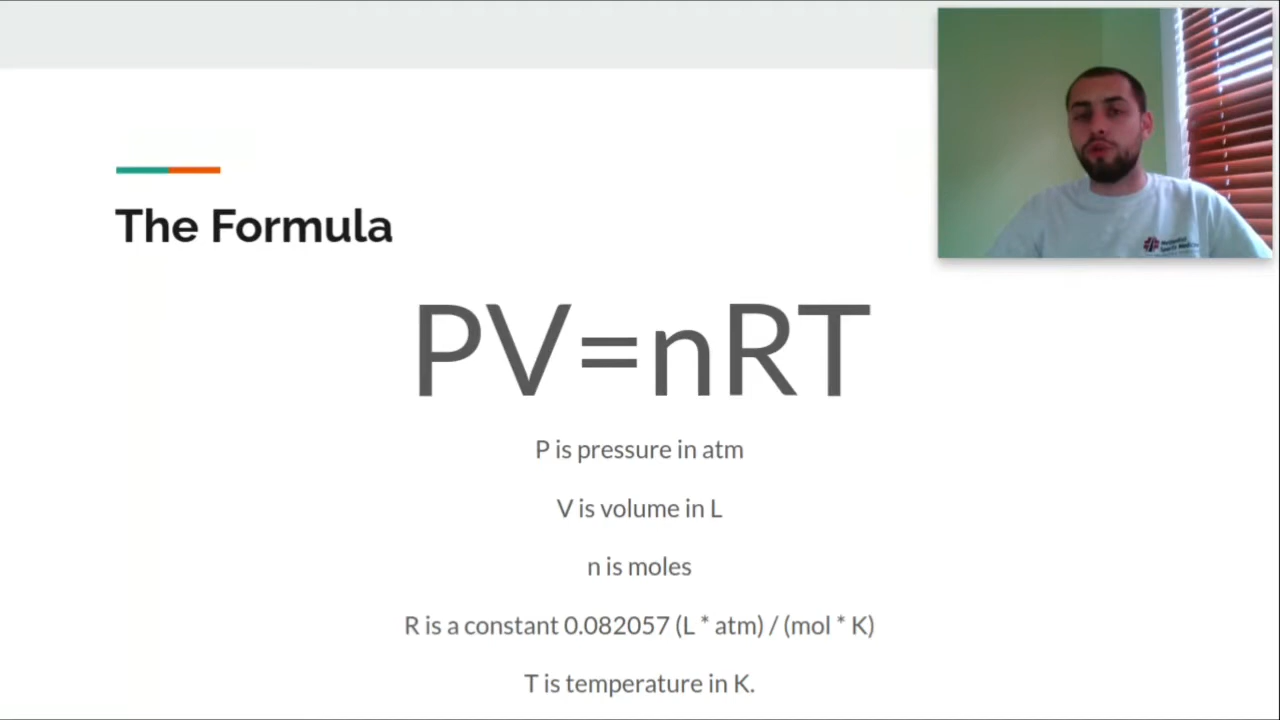 The Formula
PV=nRT
P is pressure in atm
V is volume in L
n is moles
R is a constant 0.082057 (L * atm) / (mol * K)
T is temperature in K.